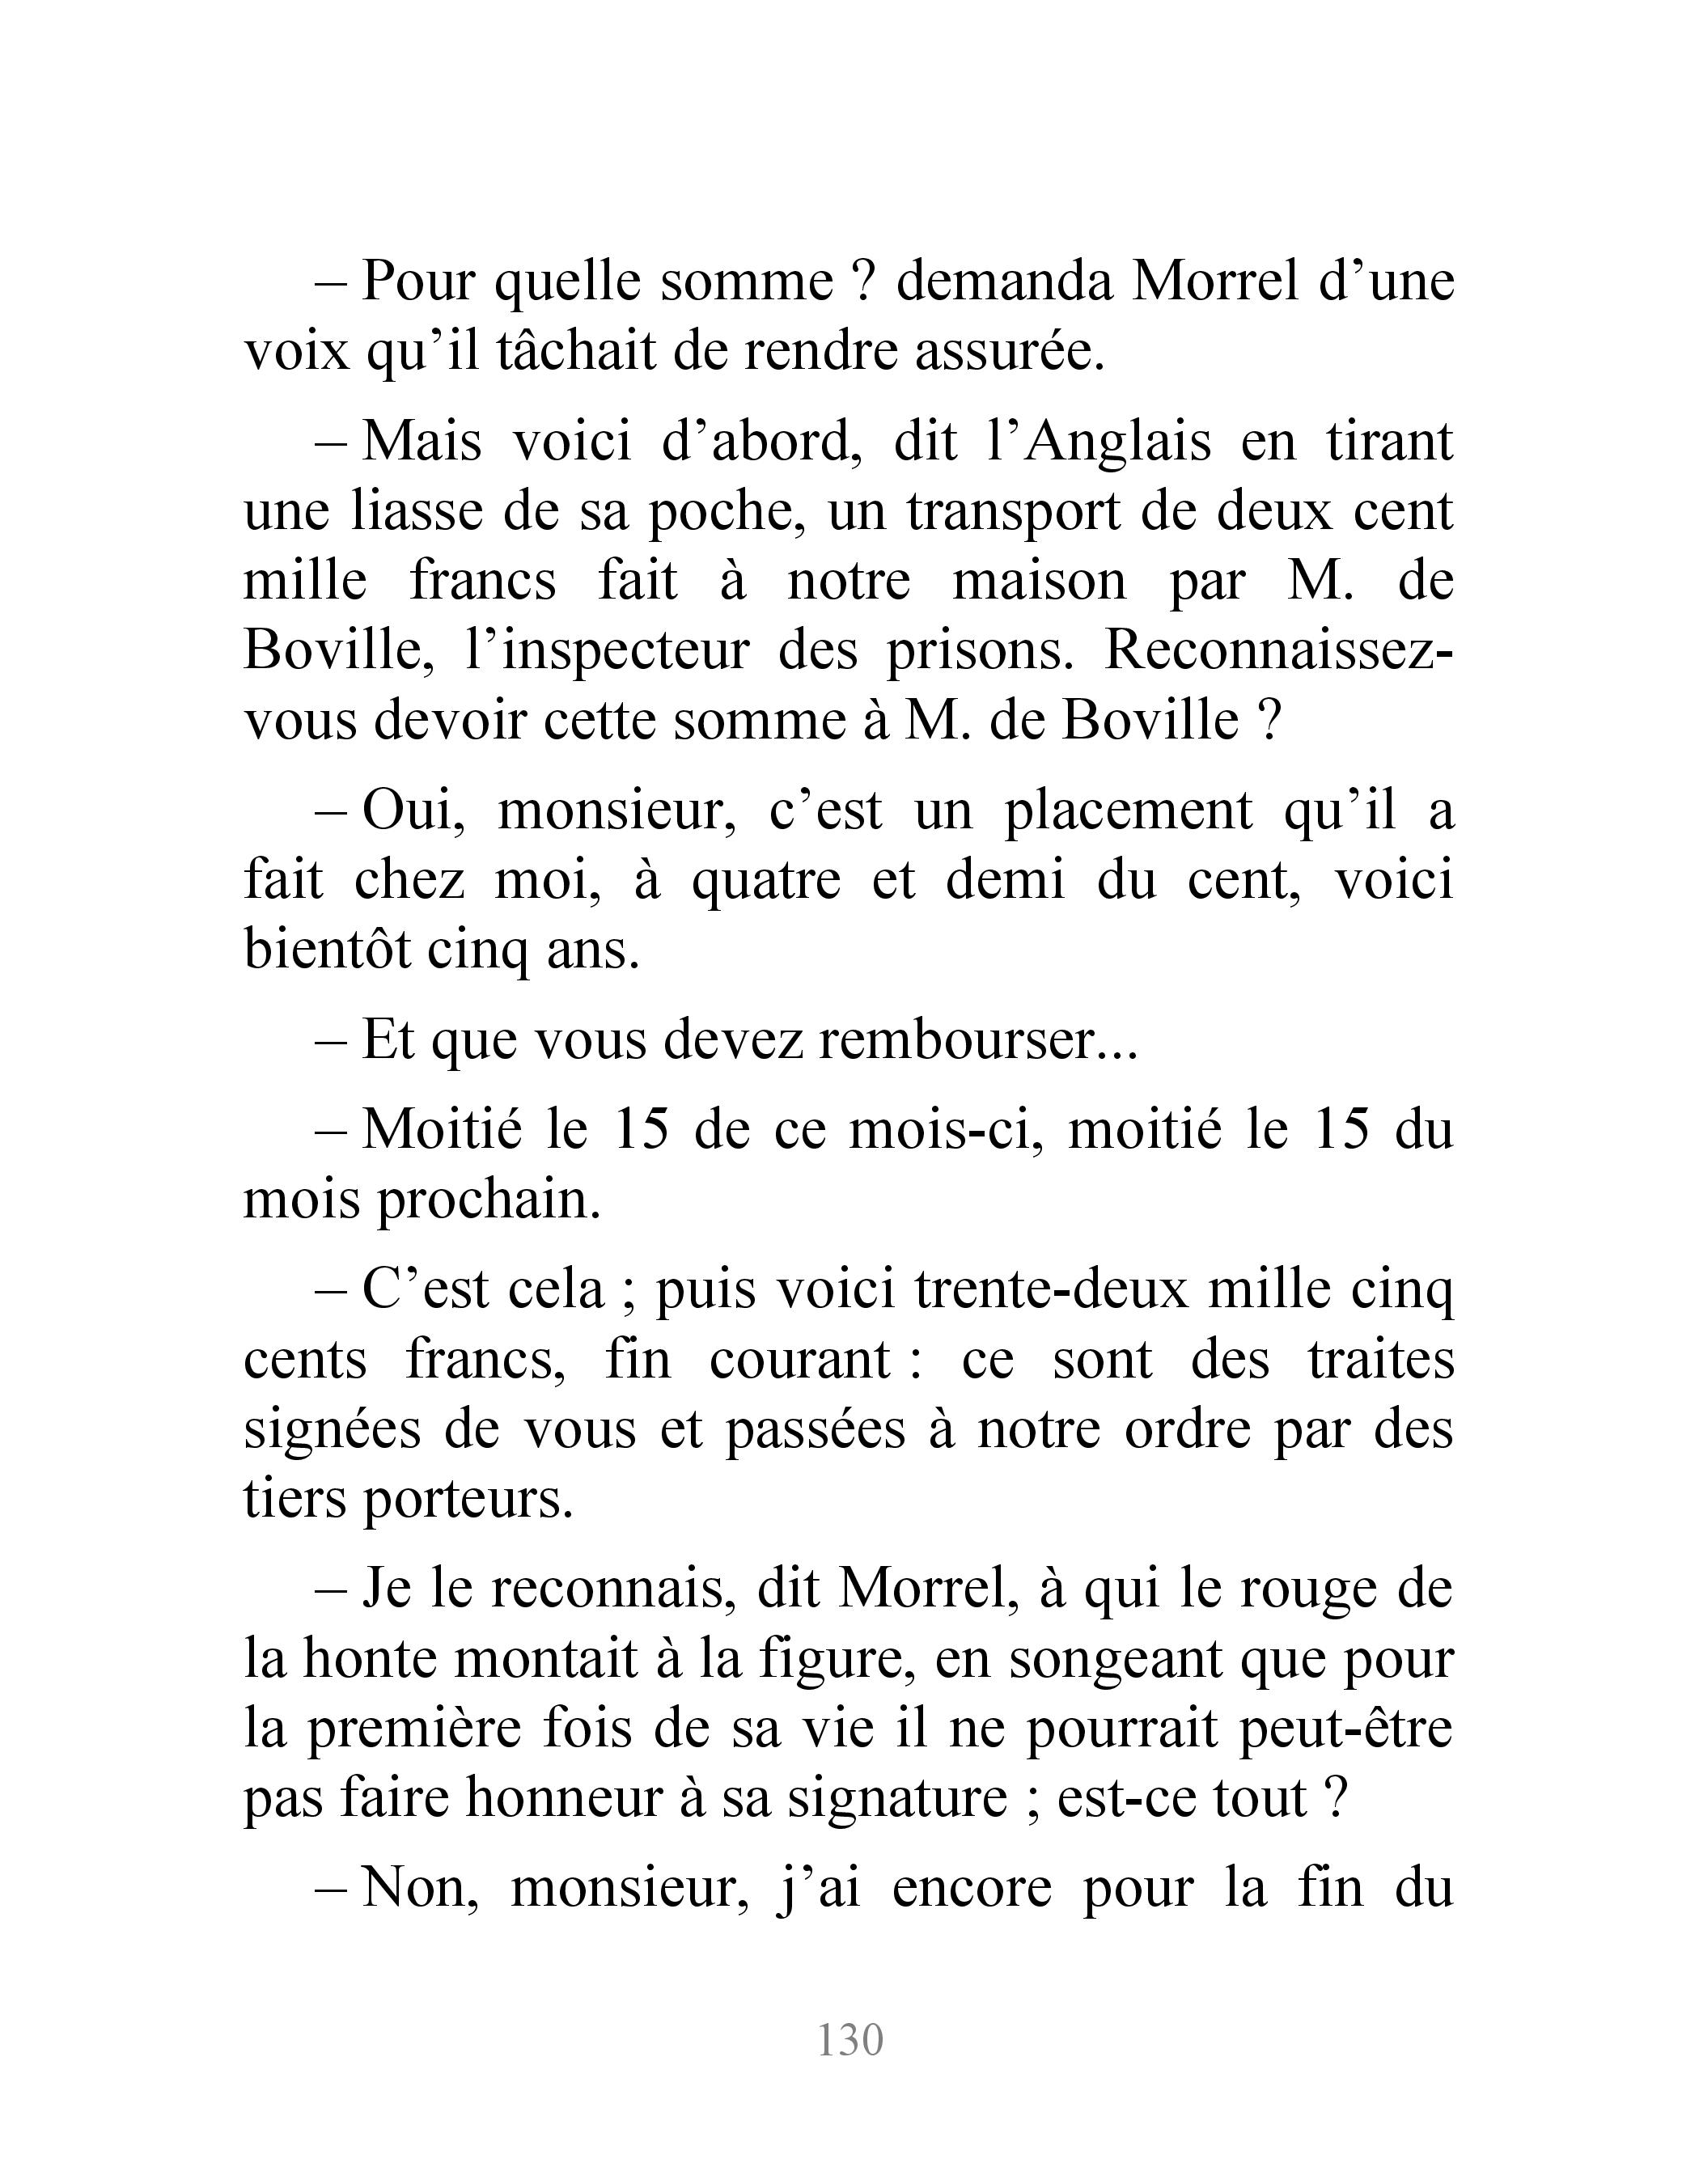 – Pour quelle somme ? demanda Morrel d’une
voix qu’il tâchait de rendre assurée.
– Mais voici d’abord, dit l’Anglais en tirant
une liasse de sa poche, un transport de deux cent
mille francs fait à notre maison par M. de
Boville, l’inspecteur des prisons. Reconnaissez-
vous devoir cette somme à M. de Boville ?
– Oui, monsieur, c’est un placement qu’il a
fait chez moi, à quatre et demi du cent, voici
bientôt cinq ans.
– Et que vous devez rembourser...
– Moitié le 15 de ce mois-ci, moitié le 15 du
mois prochain.
– C’est cela ; puis voici trente-deux mille cinq
cents francs, fin courant : ce sont des traites
signées de vous et passées à notre ordre par des
tiers porteurs.
– Je le reconnais, dit Morrel, à qui le rouge de
la honte montait à la figure, en songeant que pour
la première fois de sa vie il ne pourrait peut-être
pas faire honneur à sa signature ; est-ce tout ?
– Non, monsieur, j’ai encore pour la fin du
130